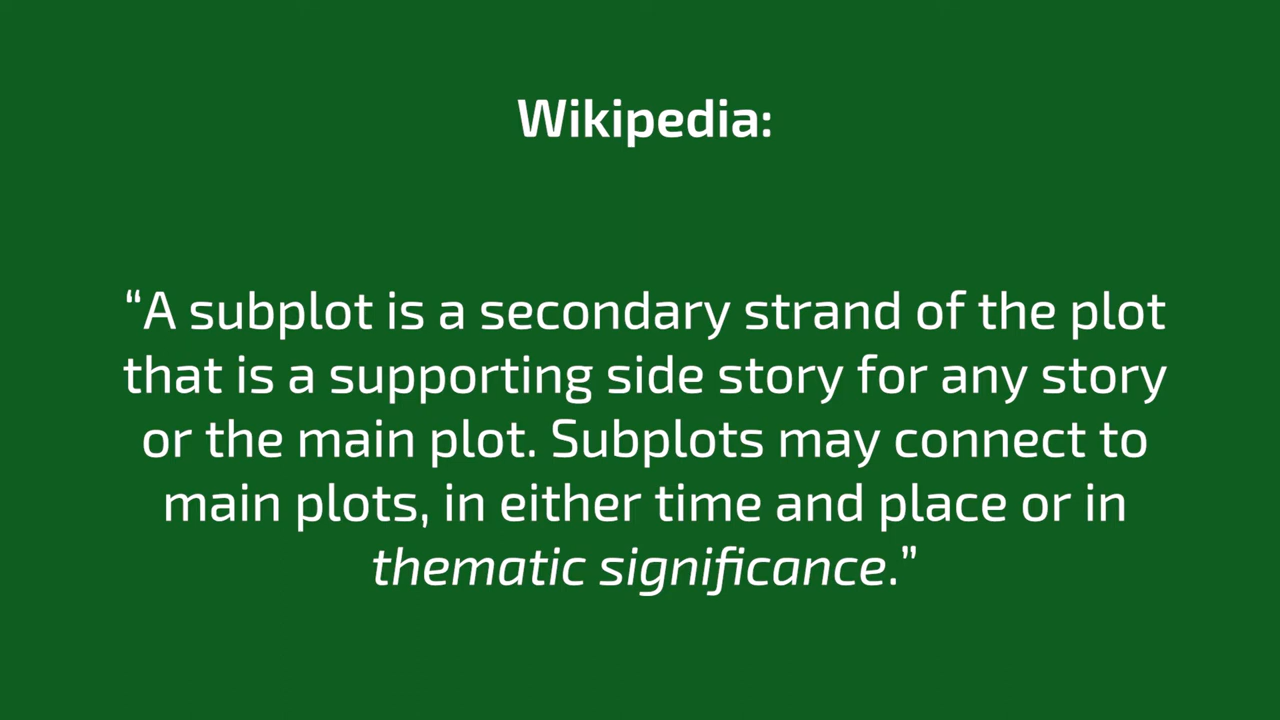 Wikipedia:
“A subplot is a secondary strand of the plot
that is a supporting side story for any story
or the main plot. Subplots may connect to
main plots, in either time and place or in
thematic significance.”